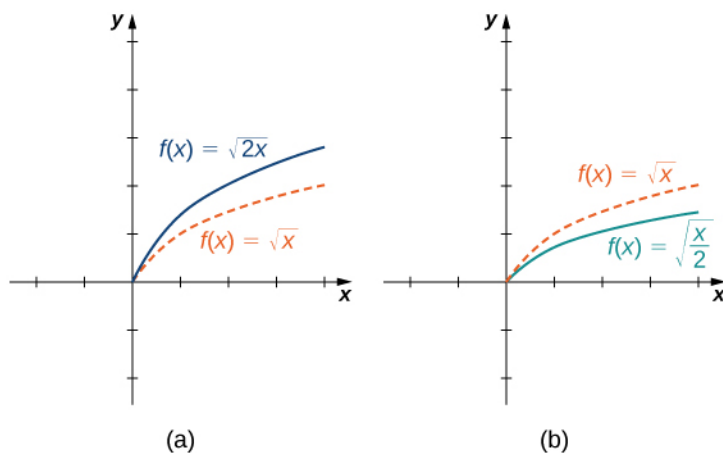 y
f(x) = √2x
f(x) = √x
x
(a)
y
f(x) = √x
f(x) = √x/2
x
(b)